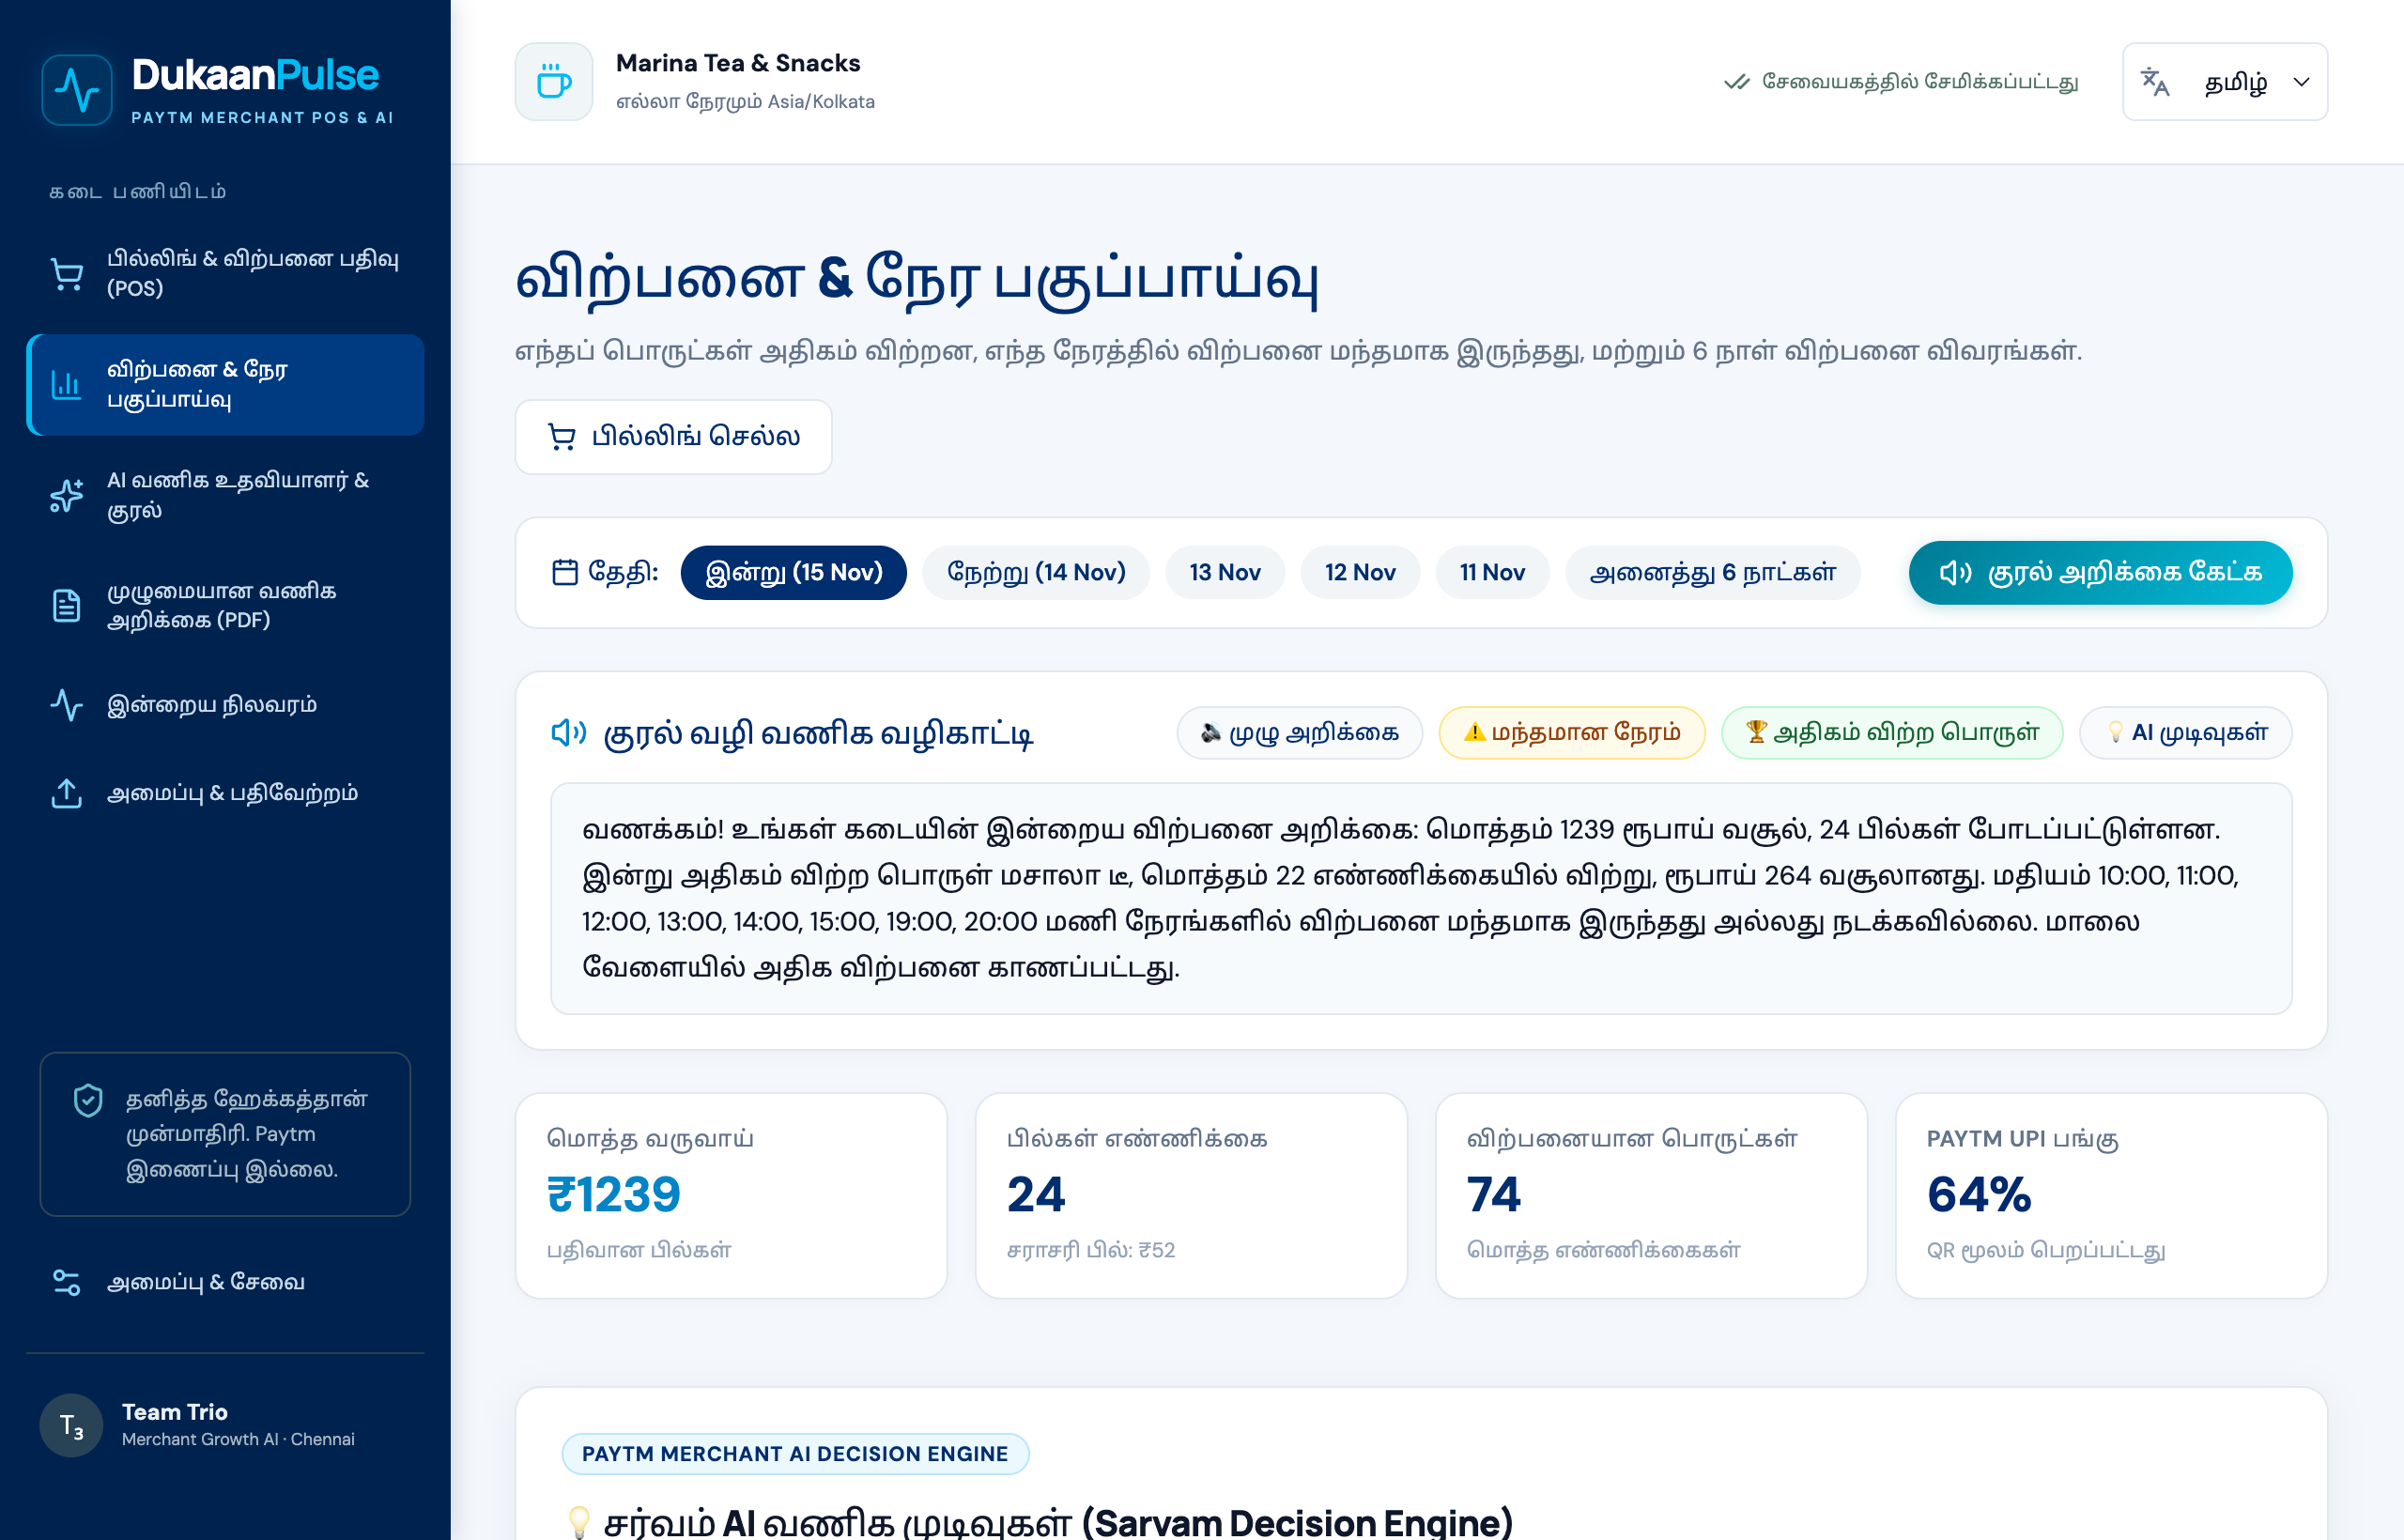 DukaanPulse
PAYTM MERCHANT POS & AI
கடை பணியிடம்
பில்லிங் & விற்பனை பதிவு
(POS)
விற்பனை & நேர
பகுப்பாய்வு
AI வணிக உதவியாளர் &
குரல்
முழுமையான வணிக
அறிக்கை (PDF)
இன்றைய நிலவரம்
அமைப்பு & பதிவேற்றம்
தனித்த ஹேக்கத்தான்
முன்மாதிரி. Paytm
இணைப்பு இல்லை.
அமைப்பு & சேவை
T3
Team Trio
Merchant Growth AI · Chennai
Marina Tea & Snacks
எல்லா நேரமும் Asia/Kolkata
சேவையகத்தில் சேமிக்கப்பட்டது
தமிழ்
விற்பனை & நேர பகுப்பாய்வு
எந்தப் பொருட்கள் அதிகம் விற்றன, எந்த நேரத்தில் விற்பனை மந்தமாக இருந்தது, மற்றும் 6 நாள் விற்பனை விவரங்கள்.
பில்லிங் செல்ல
தேதி: இன்று (15 Nov) நேற்று (14 Nov) 13 Nov 12 Nov 11 Nov அனைத்து 6 நாட்கள் குரல் அறிக்கை கேட்க
குரல் வழி வணிக வழிகாட்டி
🔊 முழு அறிக்கை ⚠️ மந்தமான நேரம் 🏆 அதிகம் விற்ற பொருள் 💡 AI முடிவுகள்
வணக்கம்! உங்கள் கடையின் இன்றைய விற்பனை அறிக்கை: மொத்தம் 1239 ரூபாய் வசூல், 24 பில்கள் போடப்பட்டுள்ளன.
இன்று அதிகம் விற்ற பொருள் மசாலா டீ, மொத்தம் 22 எண்ணிக்கையில் விற்று, ரூபாய் 264 வசூலானது. மதியம் 10:00, 11:00,
12:00, 13:00, 14:00, 15:00, 19:00, 20:00 மணி நேரங்களில் விற்பனை மந்தமாக இருந்தது அல்லது நடக்கவில்லை. மாலை
வேளையில் அதிக விற்பனை காணப்பட்டது.
மொத்த வருவாய்
₹1239
பதிவான பில்கள்
பில்கள் எண்ணிக்கை
24
சராசரி பில்: ₹52
விற்பனையான பொருட்கள்
74
மொத்த எண்ணிக்கைகள்
PAYTM UPI பங்கு
64%
QR மூலம் பெறப்பட்டது
PAYTM MERCHANT AI DECISION ENGINE
💡 சர்வம் AI வணிக முடிவுகள் (Sarvam Decision Engine)